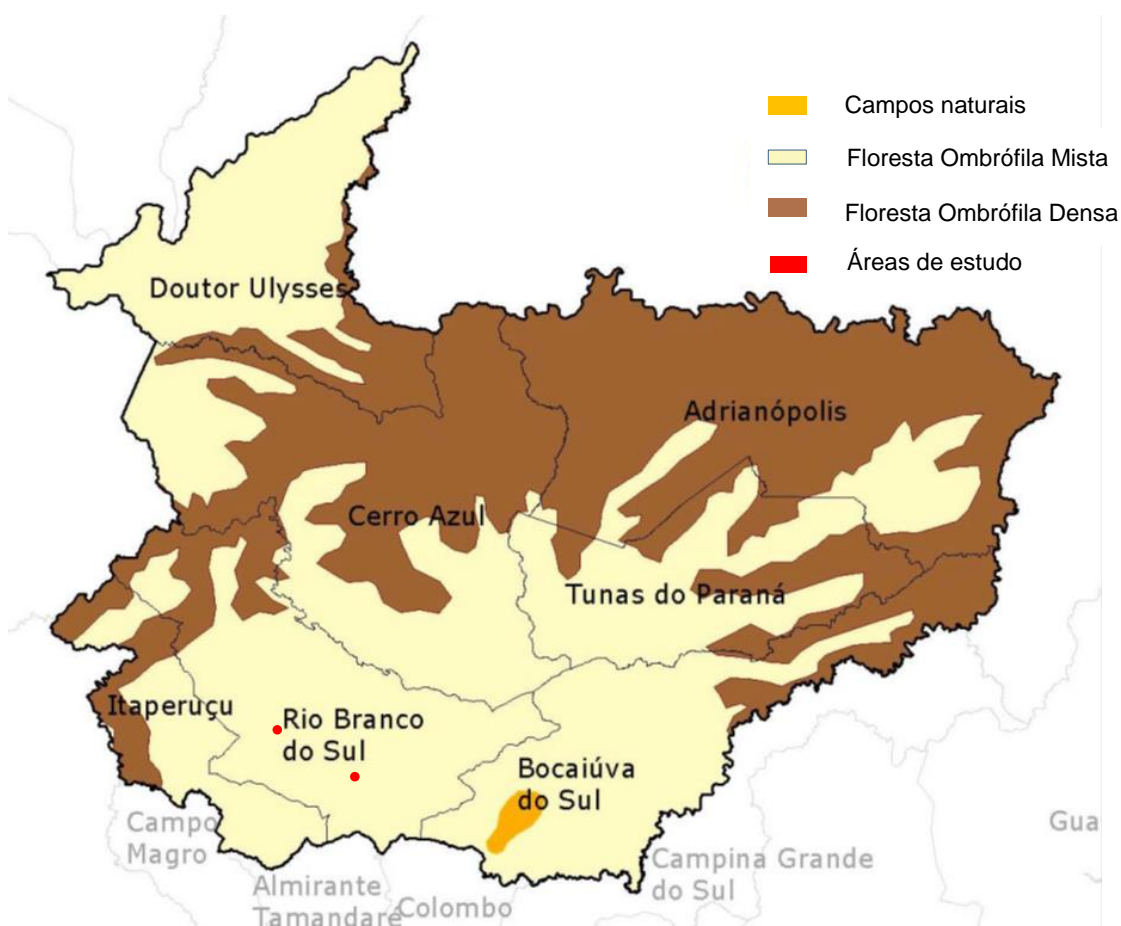 Campos naturais
Floresta Ombrófila Mista
Floresta Ombrófila Densa
Áreas de estudo
Doutor Ulysses
Adrianópolis
Cerro Azul
Tunas do Paraná
Itaperuçu
Rio Branco
do Sul
Bocaiúva
do Sul
Campo
Magro
Almirante
Tamandaré
Colombo
Campina Grande
do Sul
Gua